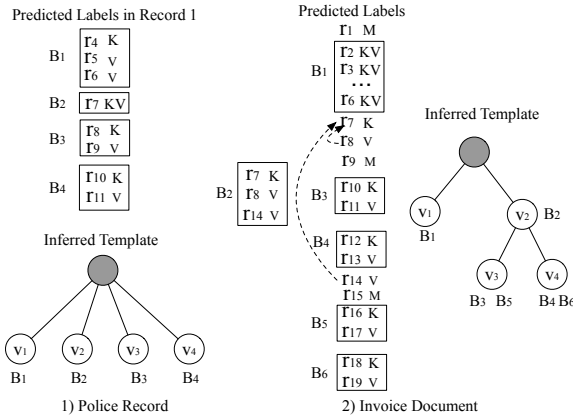 Predicted Labels in Record 1
B1
r4 K
r5 V
r6 V
B2
r7 KV
B3
r8 K
r9 V
B4
r10 K
r11 V
Inferred Template
v1 v2 v3 v4
B1 B2 B3 B4
1) Police Record
Predicted Labels
r1 M
B1
r2 KV
r3 KV
...
r6 KV
r7 K
r8 V
r9 M
B2
r7 K
r8 V
r14 V
B3
r10 K
r11 V
B4
r12 K
r13 V
r14 V
r15 M
B5
r16 K
r17 V
B6
r18 K
r19 V
Inferred Template
v1 v2 B2
B1
v3 v4
B3 B5 B4 B6
2) Invoice Document